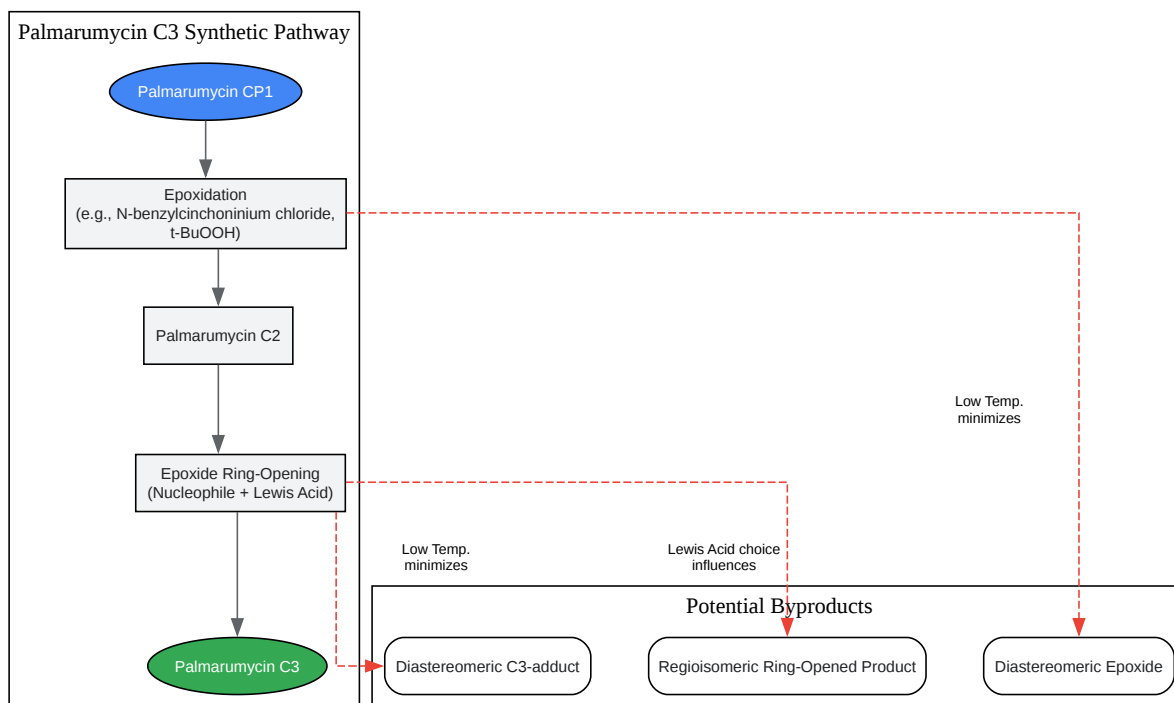 Palmarumycin C3 Synthetic Pathway
Palmarumycin CP1
Epoxidation
(e.g., N-benzylcinchoninium chloride,
t-BuOOH)
Palmarumycin C2
Low Temp.
minimizes
Epoxide Ring-Opening
(Nucleophile + Lewis Acid)
Low Temp.
minimizes
Lewis Acid choice
influences
Potential Byproducts
Palmarumycin C3
Diastereomeric C3-adduct
Regioisomeric Ring-Opened Product
Diastereomeric Epoxide